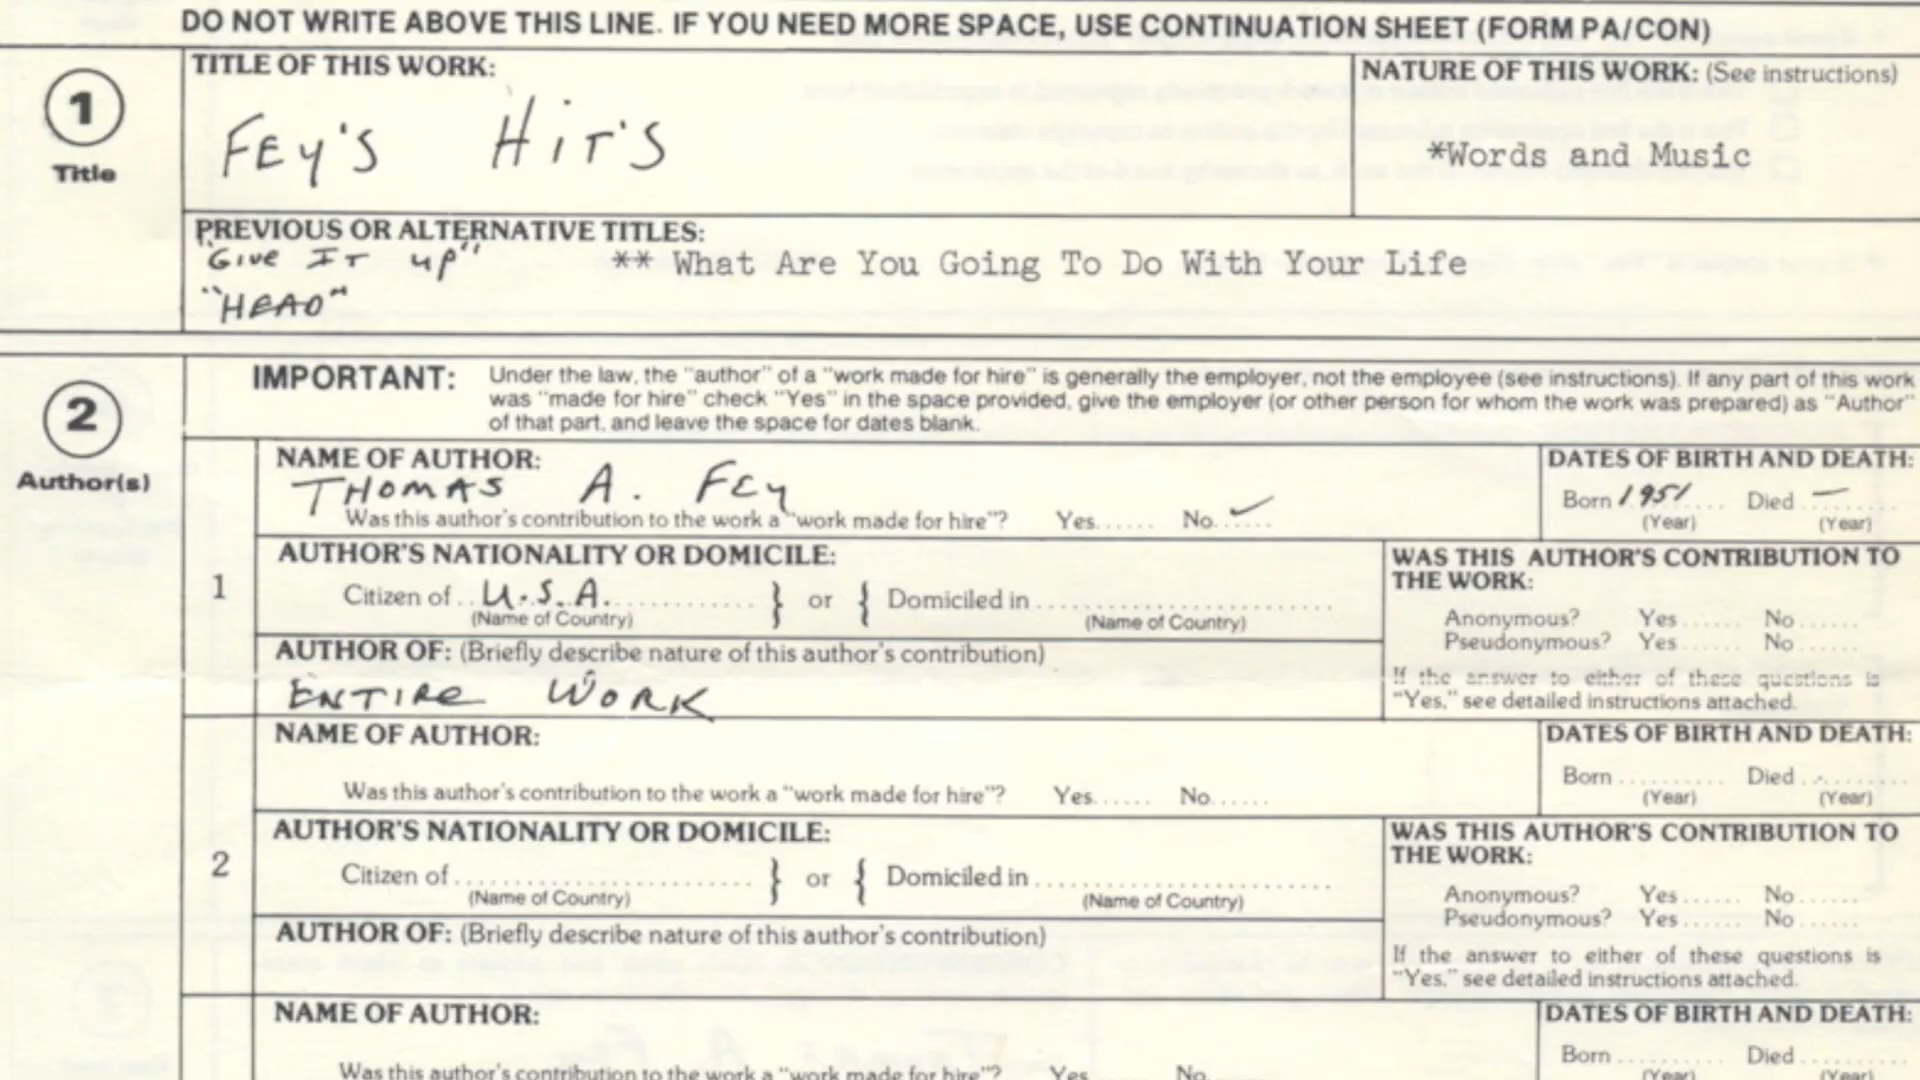 DO NOT WRITE ABOVE THIS LINE. IF YOU NEED MORE SPACE, USE CONTINUATION SHEET (FORM PA/CON)
1
Title
TITLE OF THIS WORK:
FEY'S HIT'S
NATURE OF THIS WORK: (See instructions)
*Words and Music
PREVIOUS OR ALTERNATIVE TITLES:
"GIVE IT UP" ** What Are You Going To Do With Your Life
"HEAD"
2
Author(s)
IMPORTANT: Under the law, the "author" of a "work made for hire" is generally the employer, not the employee (see instructions). If any part of this work
was "made for hire" check "Yes" in the space provided, give the employer (or other person for whom the work was prepared) as "Author"
of that part, and leave the space for dates blank.
1
NAME OF AUTHOR:
THOMAS A. FEY
Was this author's contribution to the work a "work made for hire"? Yes...... No ✓......
DATES OF BIRTH AND DEATH:
Born 1951 Died —
(Year) (Year)
AUTHOR'S NATIONALITY OR DOMICILE:
Citizen of U.S.A. } or { Domiciled in
(Name of Country) (Name of Country)
AUTHOR OF: (Briefly describe nature of this author's contribution)
ENTIRE WORK
WAS THIS AUTHOR'S CONTRIBUTION TO
THE WORK:
Anonymous? Yes...... No......
Pseudonymous? Yes...... No......
If the answer to either of these questions is
"Yes," see detailed instructions attached.
2
NAME OF AUTHOR:
Was this author's contribution to the work a "work made for hire"? Yes...... No......
DATES OF BIRTH AND DEATH:
Born .......... Died ..........
(Year) (Year)
AUTHOR'S NATIONALITY OR DOMICILE:
Citizen of } or { Domiciled in
(Name of Country) (Name of Country)
AUTHOR OF: (Briefly describe nature of this author's contribution)
WAS THIS AUTHOR'S CONTRIBUTION TO
THE WORK:
Anonymous? Yes...... No......
Pseudonymous? Yes...... No......
If the answer to either of these questions is
"Yes," see detailed instructions attached.
NAME OF AUTHOR:
Was this author's contribution to the work a "work made for hire"? Yes...... No......
DATES OF BIRTH AND DEATH:
Born .......... Died ..........
(Year) (Year)